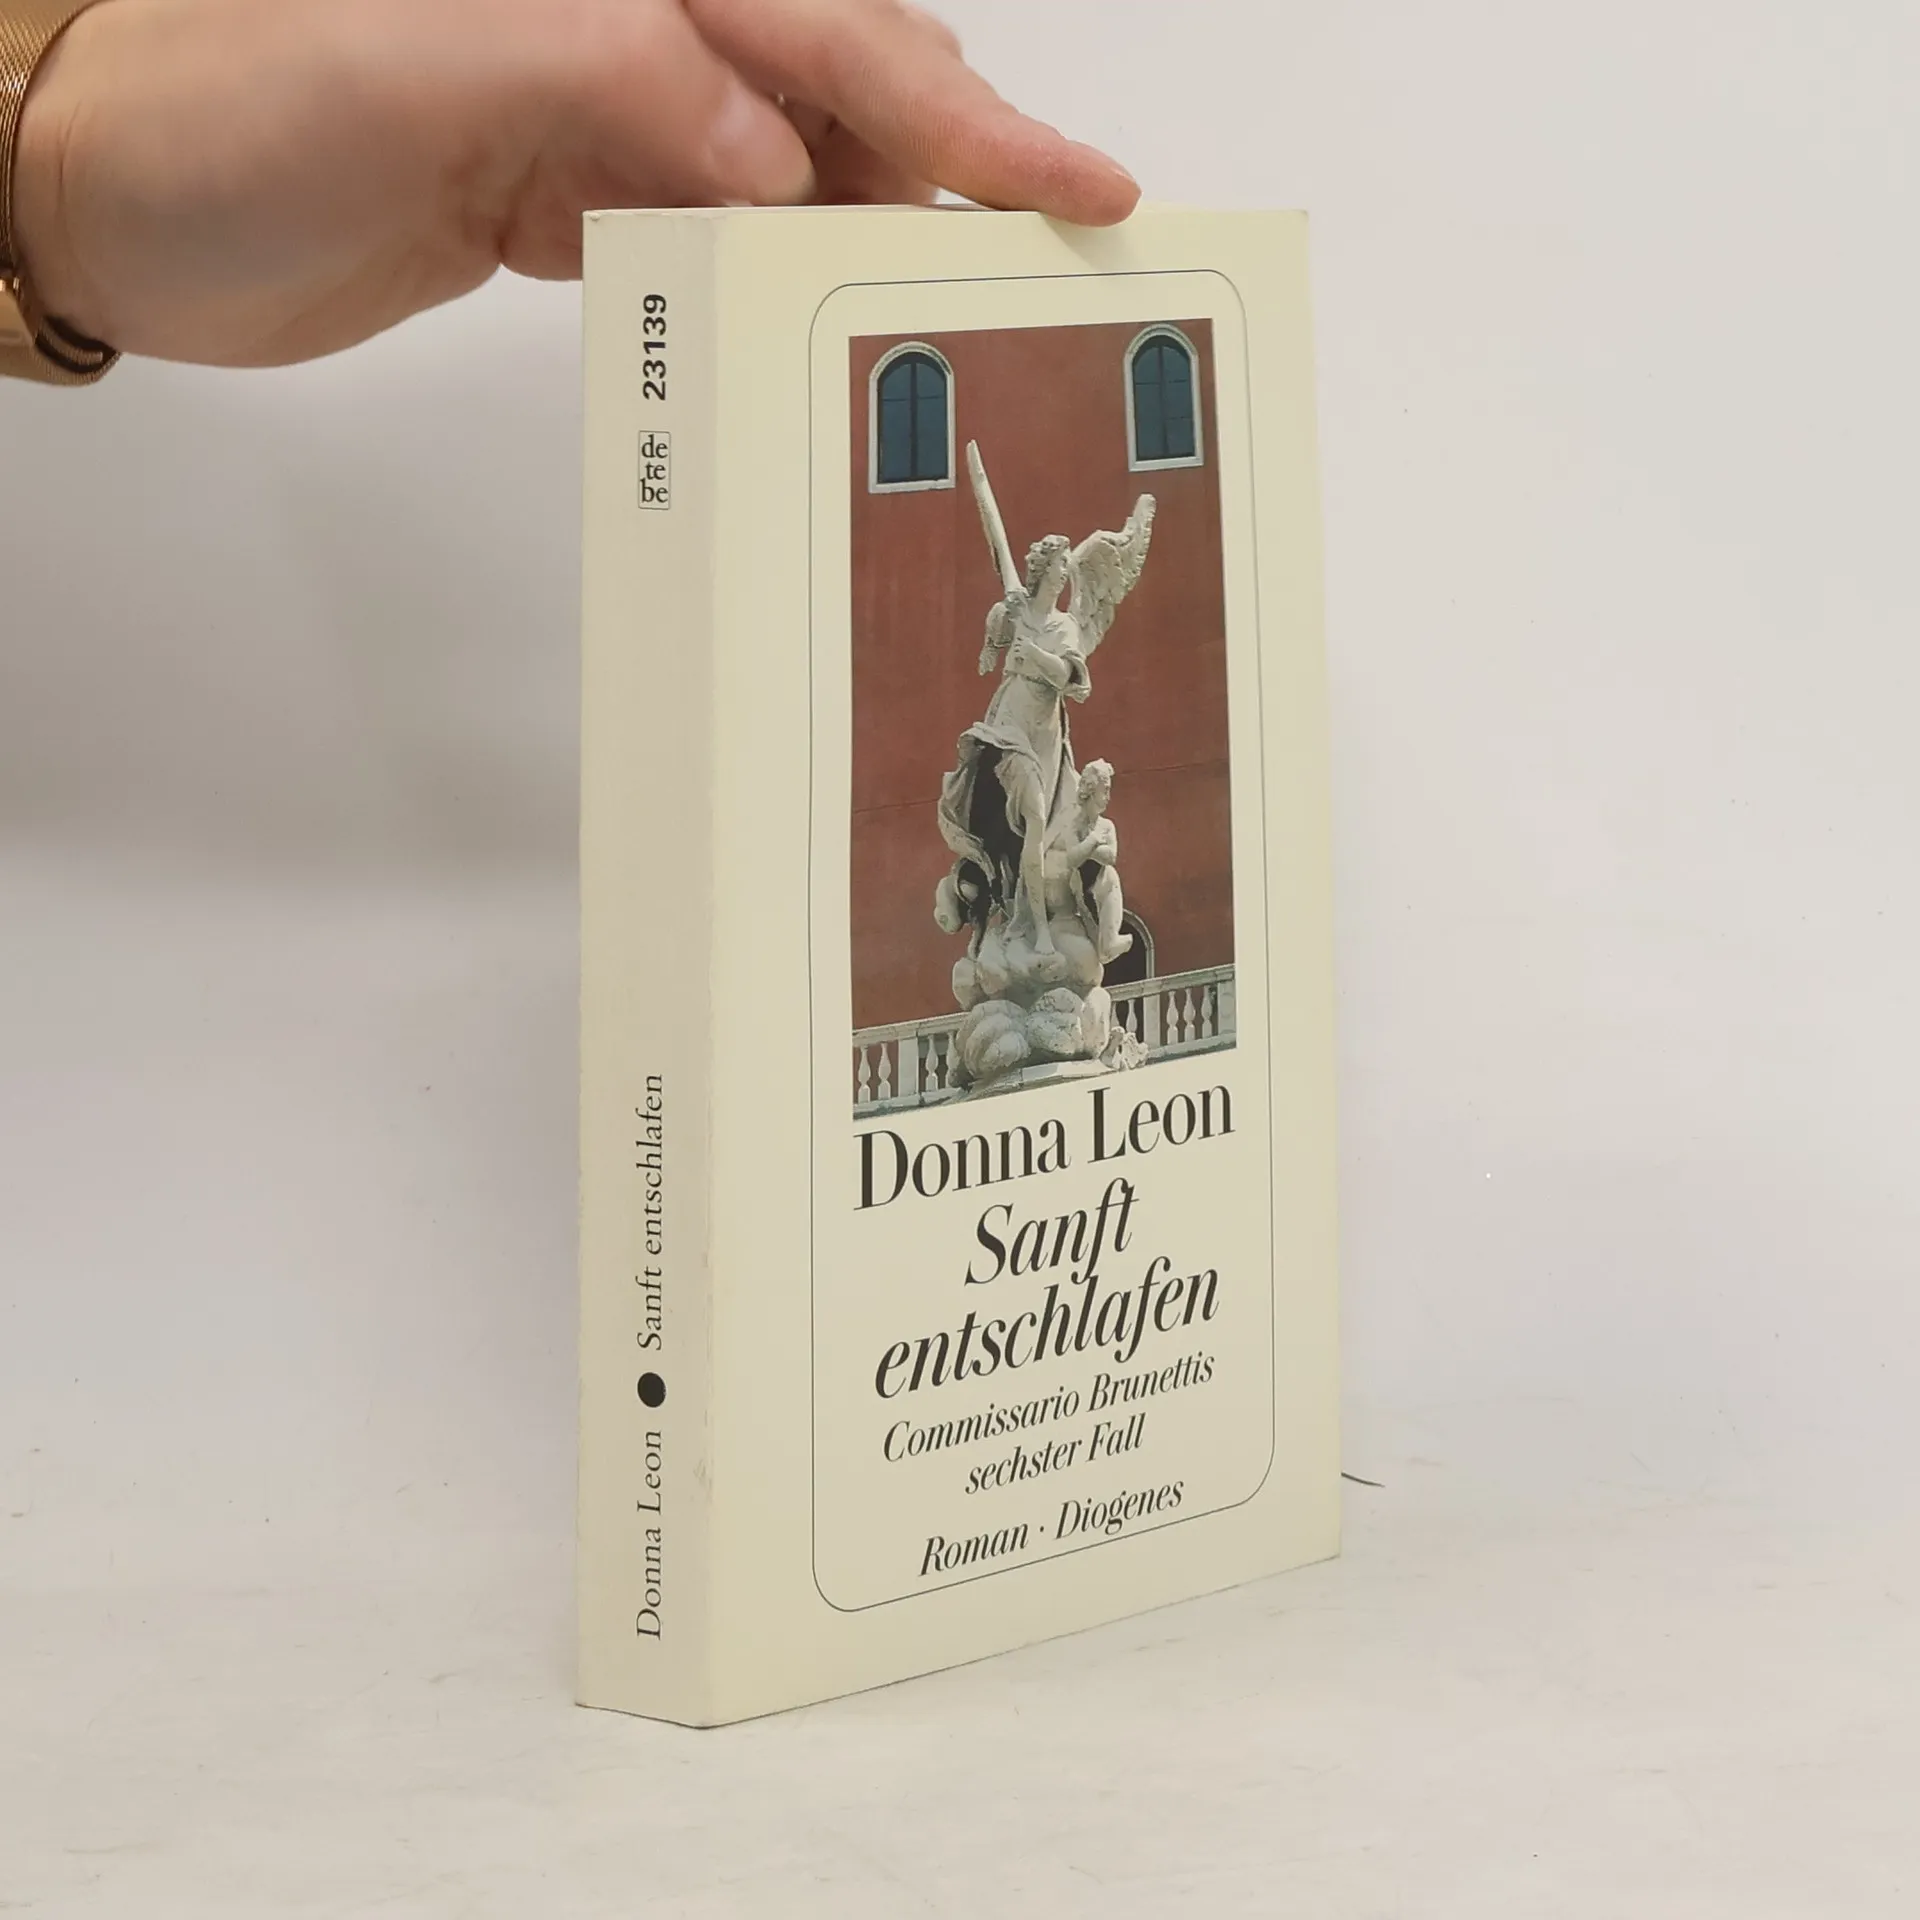 23139
de
te
be
Donna Leon ● Sanft entschlafen
Donna Leon
Sanft
entschlafen
Commissario Brunettis
sechster Fall
Roman · Diogenes